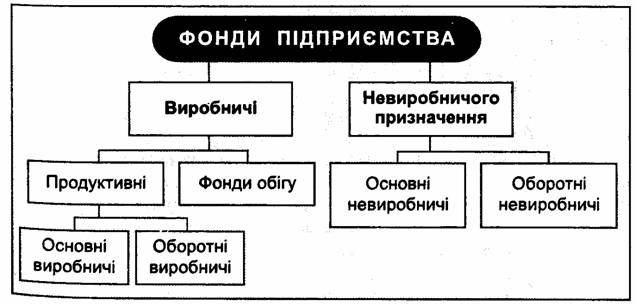 ФОНДИ ПІДПРИЄМСТВА
Виробничі
Невиробничого
призначення
Продуктивні
Фонди обігу
Основні
невиробничі
Оборотні
невиробничі
Основні
виробничі
Оборотні
виробничі